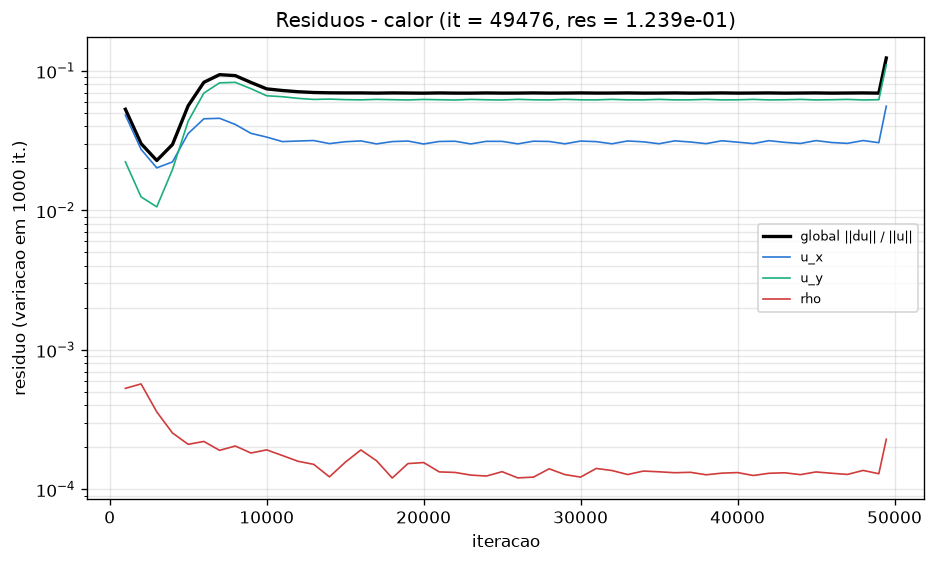 Residuos - calor (it = 49476, res = 1.239e-01)
residuo (variacao em 1000 it.)
10⁻¹
10⁻²
10⁻³
10⁻⁴
global ||du|| / ||u||
u_x
u_y
rho
0 10000 20000 30000 40000 50000
iteracao